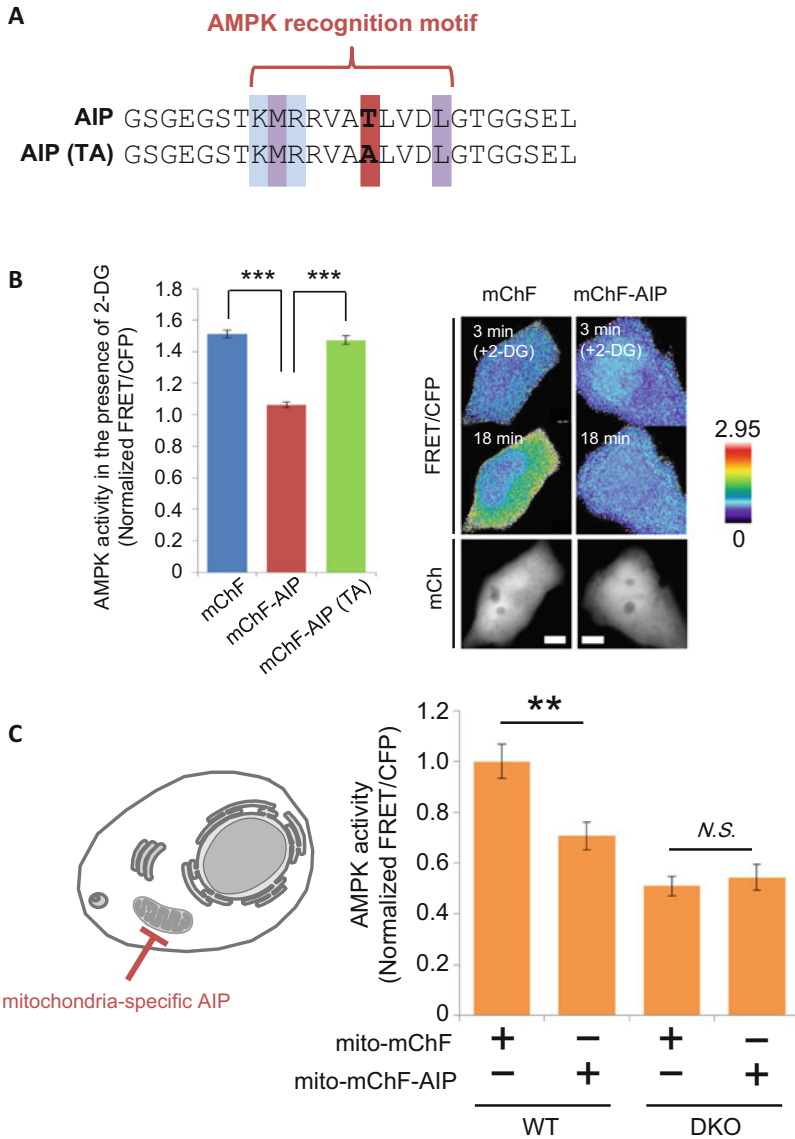 A
AMPK recognition motif
AIP GSGEGSTKMRRVATLVDLGTGGSEL
AIP (TA) GSGEGSTKMRRVAALVDLGTGGSEL
B
AMPK activity in the presence of 2-DG
(Normalized FRET/CFP)
1.8
1.6
1.4
1.2
1.0
0.8
0.6
0.4
0.2
0
*** ***
mChF
mChF-AIP
mChF-AIP (TA)
mChF mChF-AIP
FRET/CFP
3 min
(+2-DG)
3 min
(+2-DG)
18 min
18 min
mCh
2.95
0
C
mitochondria-specific AIP
AMPK activity
(Normalized FRET/CFP)
1.2
1.0
0.8
0.6
0.4
0.2
0
**
N.S.
mito-mChF + − + −
mito-mChF-AIP − + − +
WT DKO